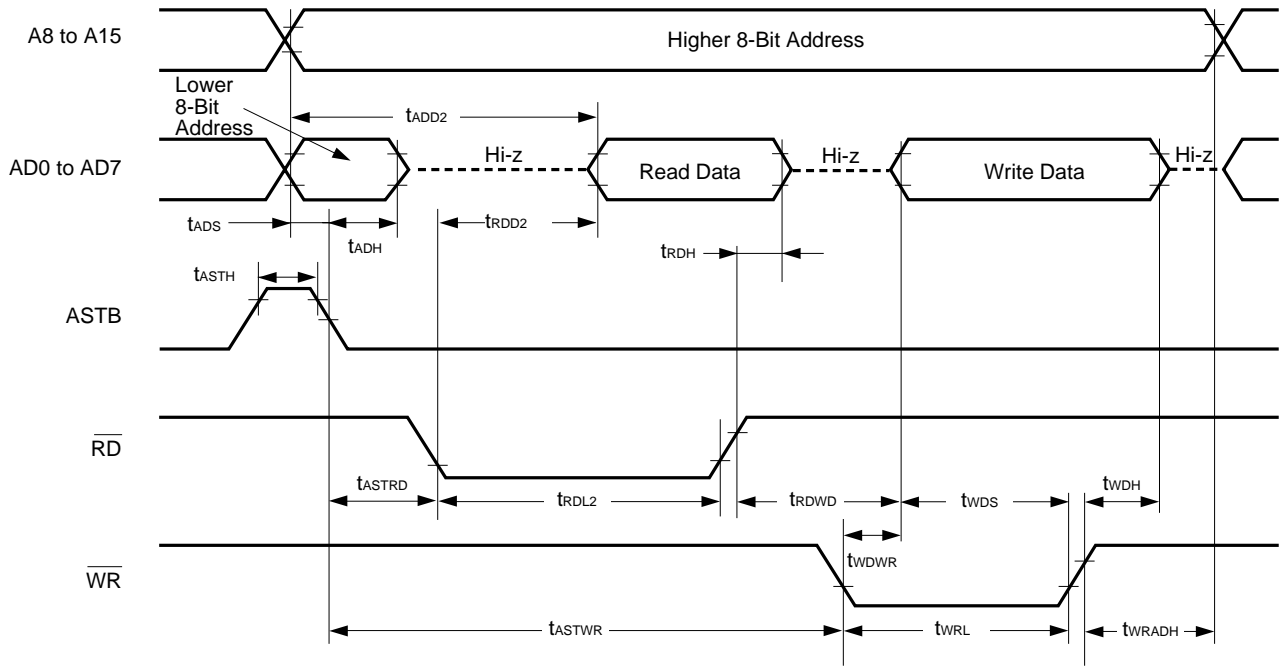 A8 to A15
Higher 8-Bit Address
Lower
8-Bit
Address
tADD2
AD0 to AD7
Hi-z
Read Data
Hi-z
Write Data
Hi-z
tADS
tADH
tRDD2
tRDH
tASTH
ASTB
RD
tASTRD
tRDL2
tRDWD
tWDS
tWDH
tWDWR
WR
tASTWR
tWRL
tWRADH